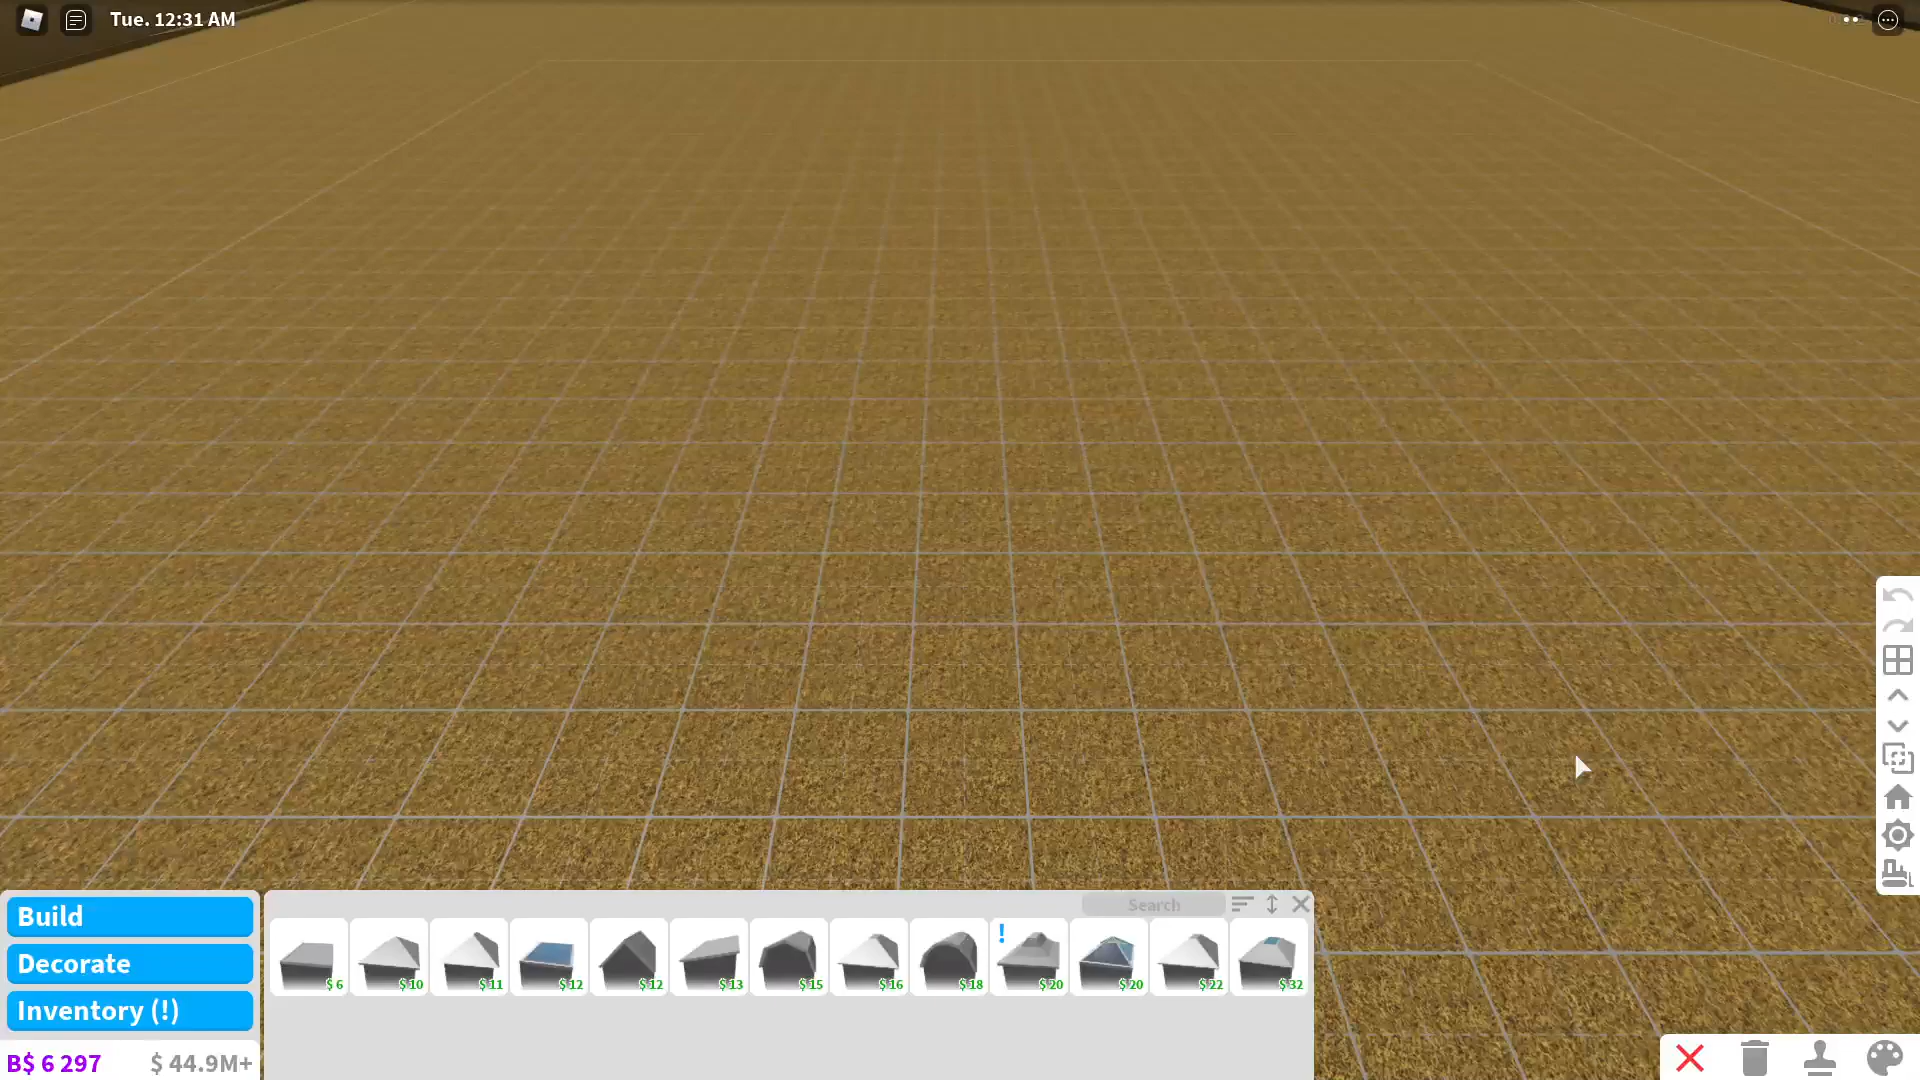 Tue. 12:31 AM
Build
Decorate
Inventory (!)
B$ 6 297 $ 44.9M+
Search
!
$ 6 $ 10 $ 11 $ 12 $ 12 $ 13 $ 15 $ 16 $ 18 $ 20 $ 20 $ 22 $ 32